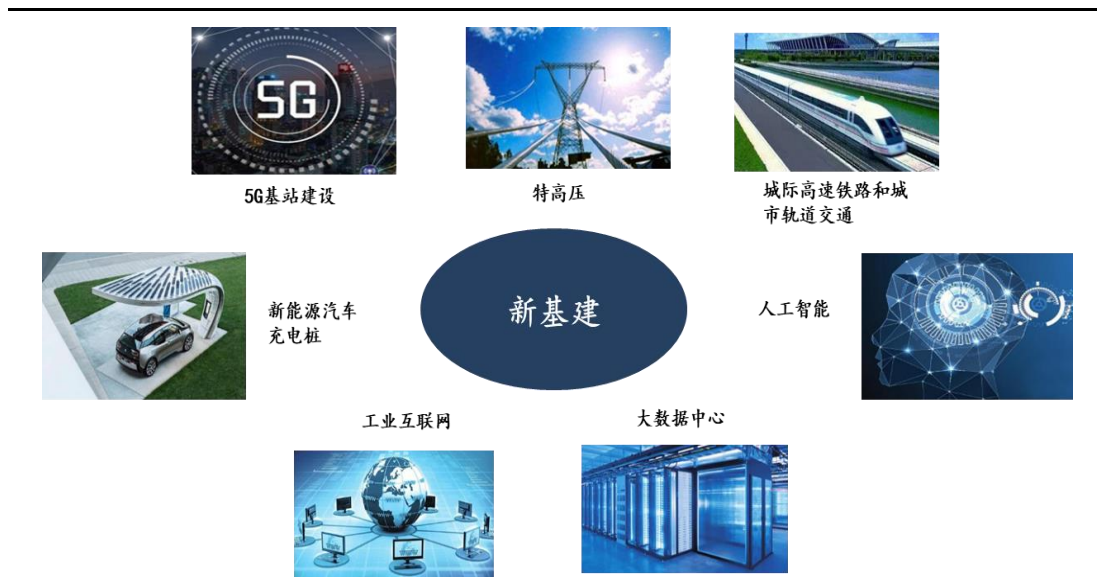 5G
5G基站建设
特高压
城际高速铁路和城
市轨道交通
新能源汽车
充电桩
新基建
人工智能
工业互联网
大数据中心